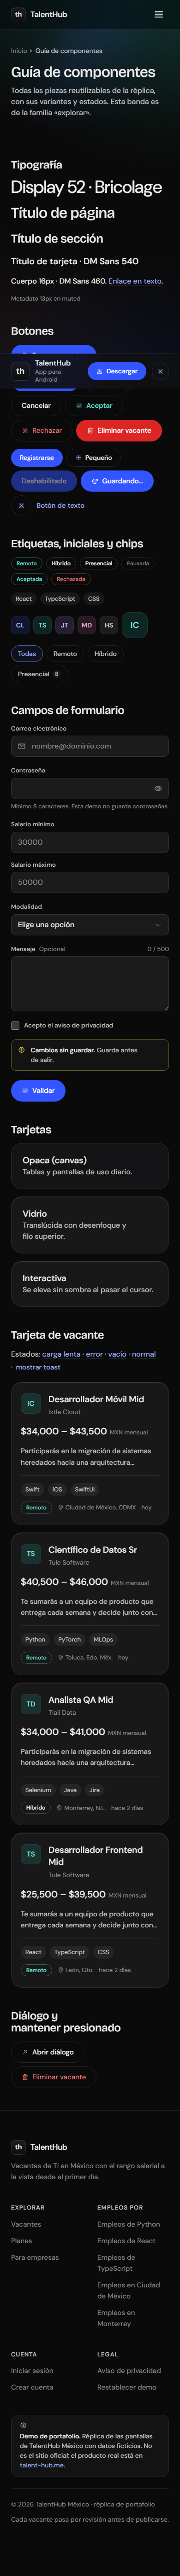 th TalentHub
Inicio › Guía de componentes
Guía de componentes
Todas las piezas reutilizables de la marca,
con sus variantes y estados. Esta banda es
de la familia «explorar».
Tipografía
Display 52 · Bricolage
Título de página
Título de sección
Título de tarjeta · DM Sans 540
Cuerpo 16px · DM Sans 460. Enlace en texto.
Metadato 13px en muted
Botones
th TalentHub
App para
Android
Descargar
Cancelar Aceptar
Rechazar Eliminar vacante
Registrarse Pequeño
Deshabilitado Guardando...
Botón de texto
Etiquetas, iniciales y chips
Remoto Híbrido Presencial Pausada
Aceptada Rechazada
React TypeScript CSS
CL TS JT MD HS IC
Todas Remoto Híbrido
Presencial 8
Campos de formulario
Correo electrónico
nombre@dominio.com
Contraseña
Mínimo 8 caracteres. Esta demo no guarda contraseñas.
Salario mínimo
30000
Salario máximo
50000
Modalidad
Elige una opción
Mensaje Opcional 0 / 500
Acepto el aviso de privacidad
Cambios sin guardar. Guarda antes
de salir.
Validar
Tarjetas
Opaca (canvas)
Tablas y pantallas de uso diario.
Vidrio
Translúcida con desenfoque y
filo superior.
Interactiva
Se eleva sin sombra al pasar el cursor.
Tarjeta de vacante
Estados: carga lenta · error · vacío · normal
· mostrar toast
IC Desarrollador Móvil Mid
Ixtle Cloud
$34,000 – $43,500 MXN mensual
Participarás en la migración de sistemas
heredados hacia una arquitectura...
Swift iOS SwiftUI
Remoto Ciudad de México, CDMX hoy
TS Científico de Datos Sr
Tule Software
$40,500 – $46,000 MXN mensual
Te sumarás a un equipo de producto que
entrega cada semana y decide junto con...
Python PyTorch MLOps
Remoto Toluca, Edo. Méx. hoy
TD Analista QA Mid
Tlali Data
$34,000 – $41,000 MXN mensual
Participarás en la migración de sistemas
heredados hacia una arquitectura...
Selenium Java Jira
Híbrido Monterrey, N.L. hace 2 días
TS Desarrollador Frontend
Mid
Tule Software
$25,500 – $39,500 MXN mensual
Te sumarás a un equipo de producto que
entrega cada semana y decide junto con...
React TypeScript CSS
Remoto León, Gto. hace 2 días
Diálogo y
mantener presionado
Abrir diálogo
Eliminar vacante
th TalentHub
Vacantes de TI en México con el rango salarial a
la vista desde el primer día.
EXPLORAR
Vacantes
Planes
Para empresas
EMPLEOS POR
Empleos de Python
Empleos de React
Empleos de
TypeScript
Empleos en Ciudad
de México
Empleos en
Monterrey
CUENTA
Iniciar sesión
Crear cuenta
LEGAL
Aviso de privacidad
Restablecer demo
Demo de portafolio. Réplica de las pantallas
de TalentHub México con datos ficticios. No
es el sitio oficial: el producto real está en
talent-hub.me.
© 2026 TalentHub México · réplica de portafolio
Cada vacante pasa por revisión antes de publicarse.